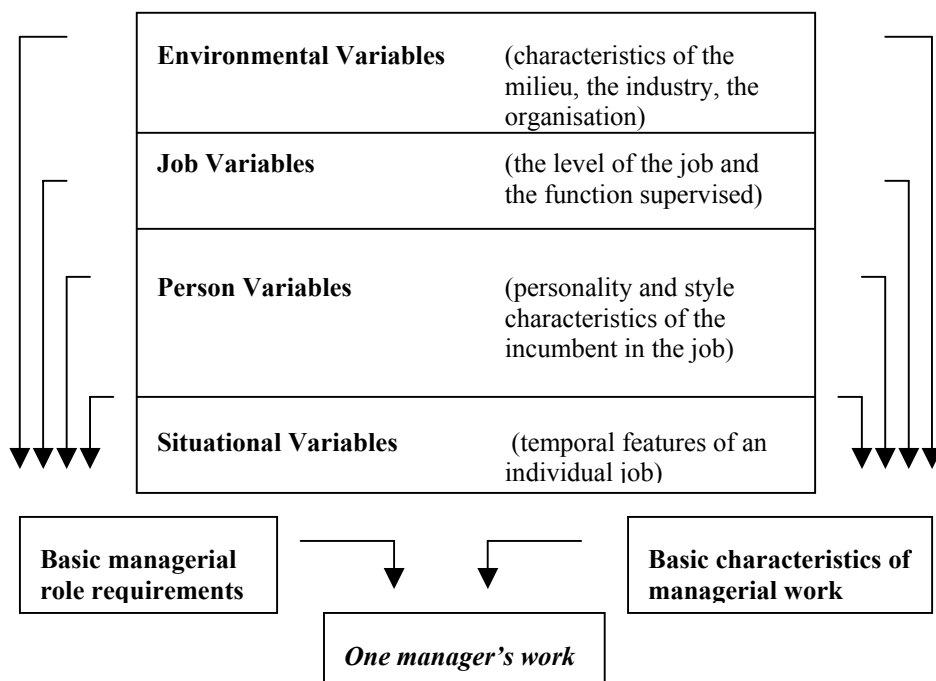 Environmental Variables (characteristics of the
milieu, the industry, the
organisation)
Job Variables (the level of the job and
the function supervised)
Person Variables (personality and style
characteristics of the
incumbent in the job)
Situational Variables (temporal features of an
individual job)
Basic managerial
role requirements
Basic characteristics of
managerial work
One manager’s work